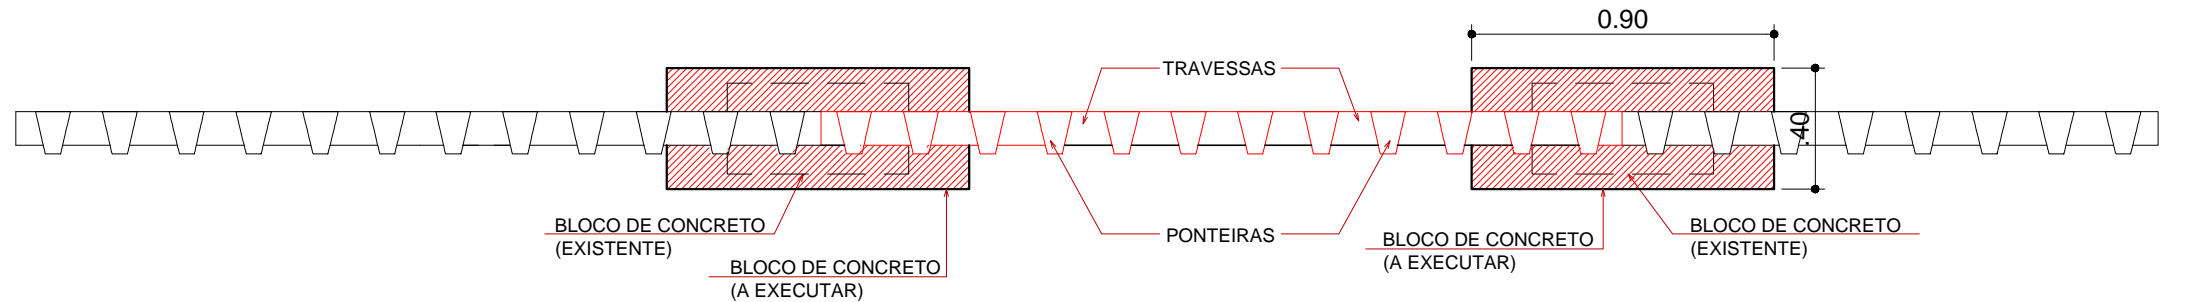 0.90
TRAVESSAS
.40
BLOCO DE CONCRETO
(EXISTENTE)
PONTEIRAS
BLOCO DE CONCRETO
(A EXECUTAR)
BLOCO DE CONCRETO
(EXISTENTE)
BLOCO DE CONCRETO
(A EXECUTAR)